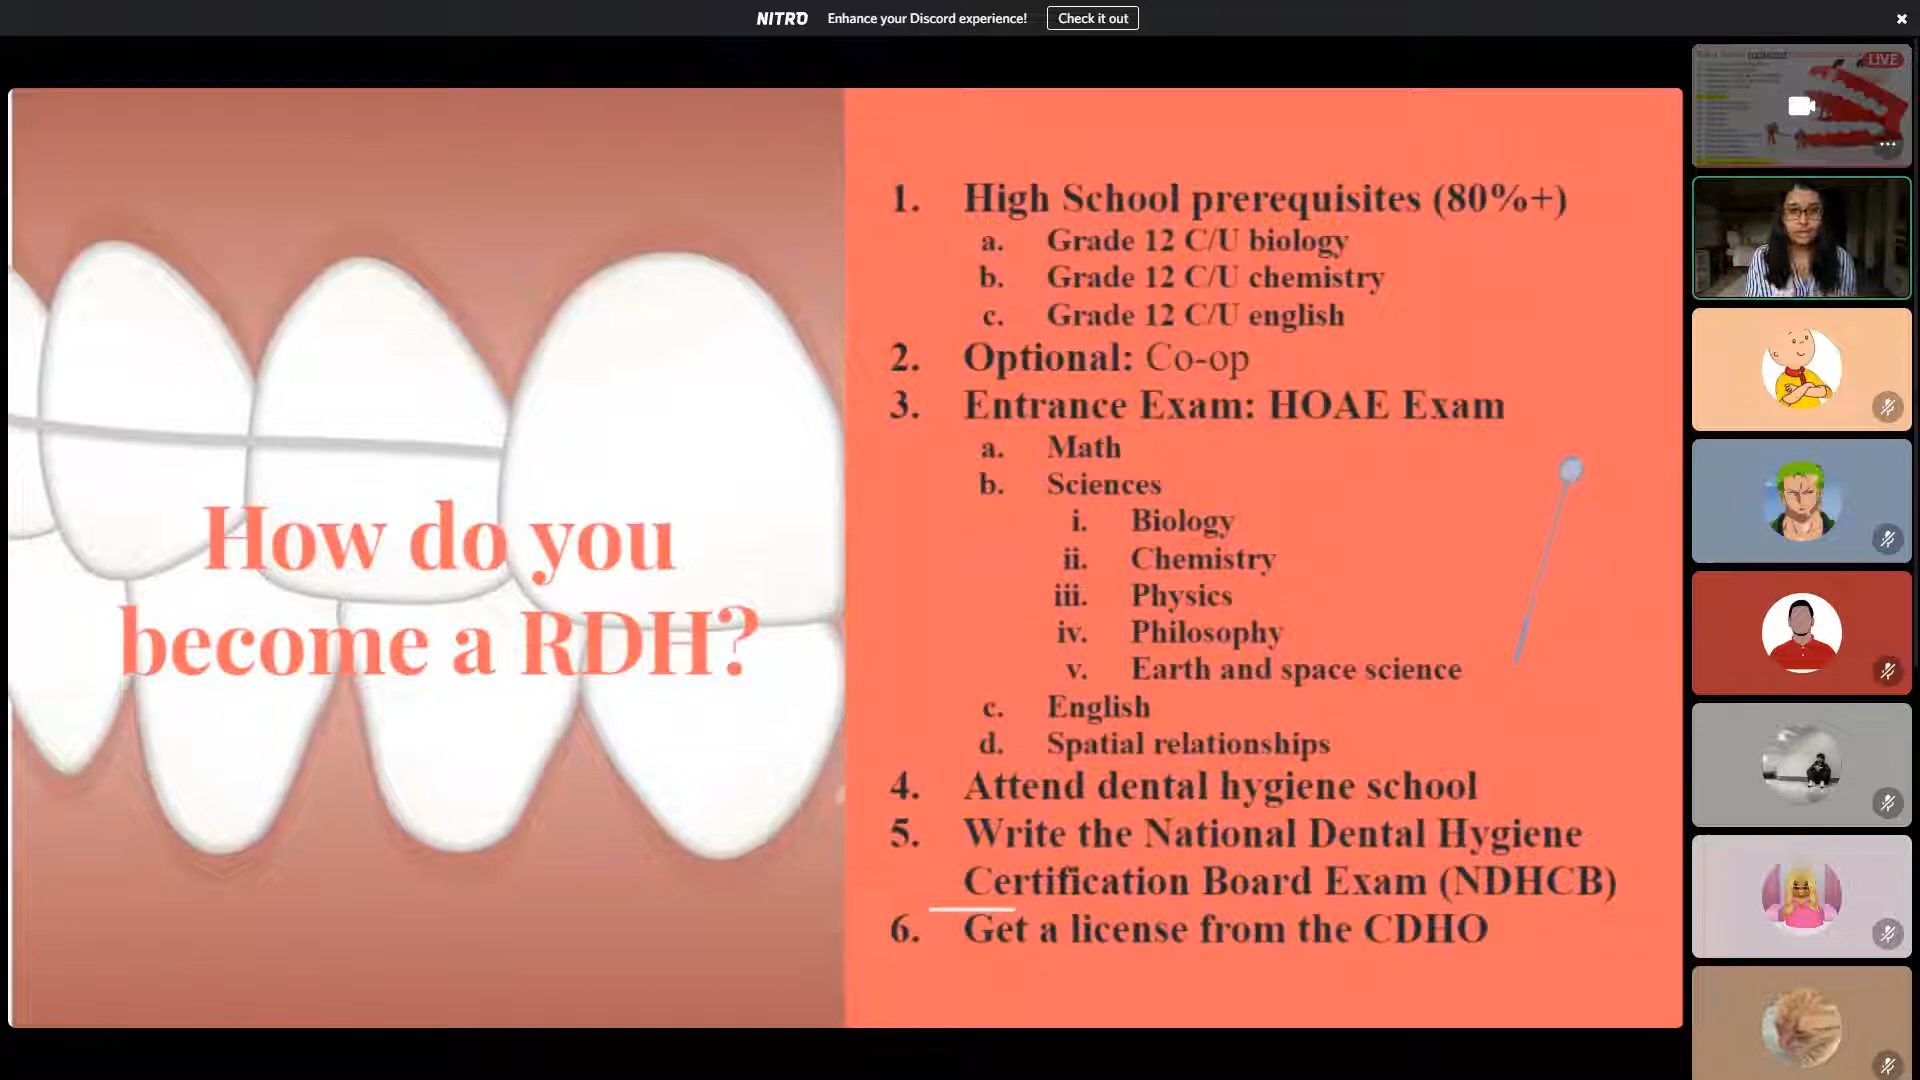 NITRO Enhance your Discord experience! Check it out
LIVE
How do you
become a RDH?
1. High School prerequisites (80%+)
a. Grade 12 C/U biology
b. Grade 12 C/U chemistry
c. Grade 12 C/U english
2. Optional: Co-op
3. Entrance Exam: HOAE Exam
a. Math
b. Sciences
i. Biology
ii. Chemistry
iii. Physics
iv. Philosophy
v. Earth and space science
c. English
d. Spatial relationships
4. Attend dental hygiene school
5. Write the National Dental Hygiene
Certification Board Exam (NDHCB)
6. Get a license from the CDHO